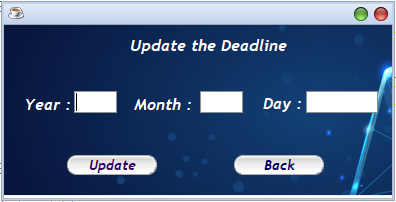 Update the Deadline
Year : Month : Day :
Update Back